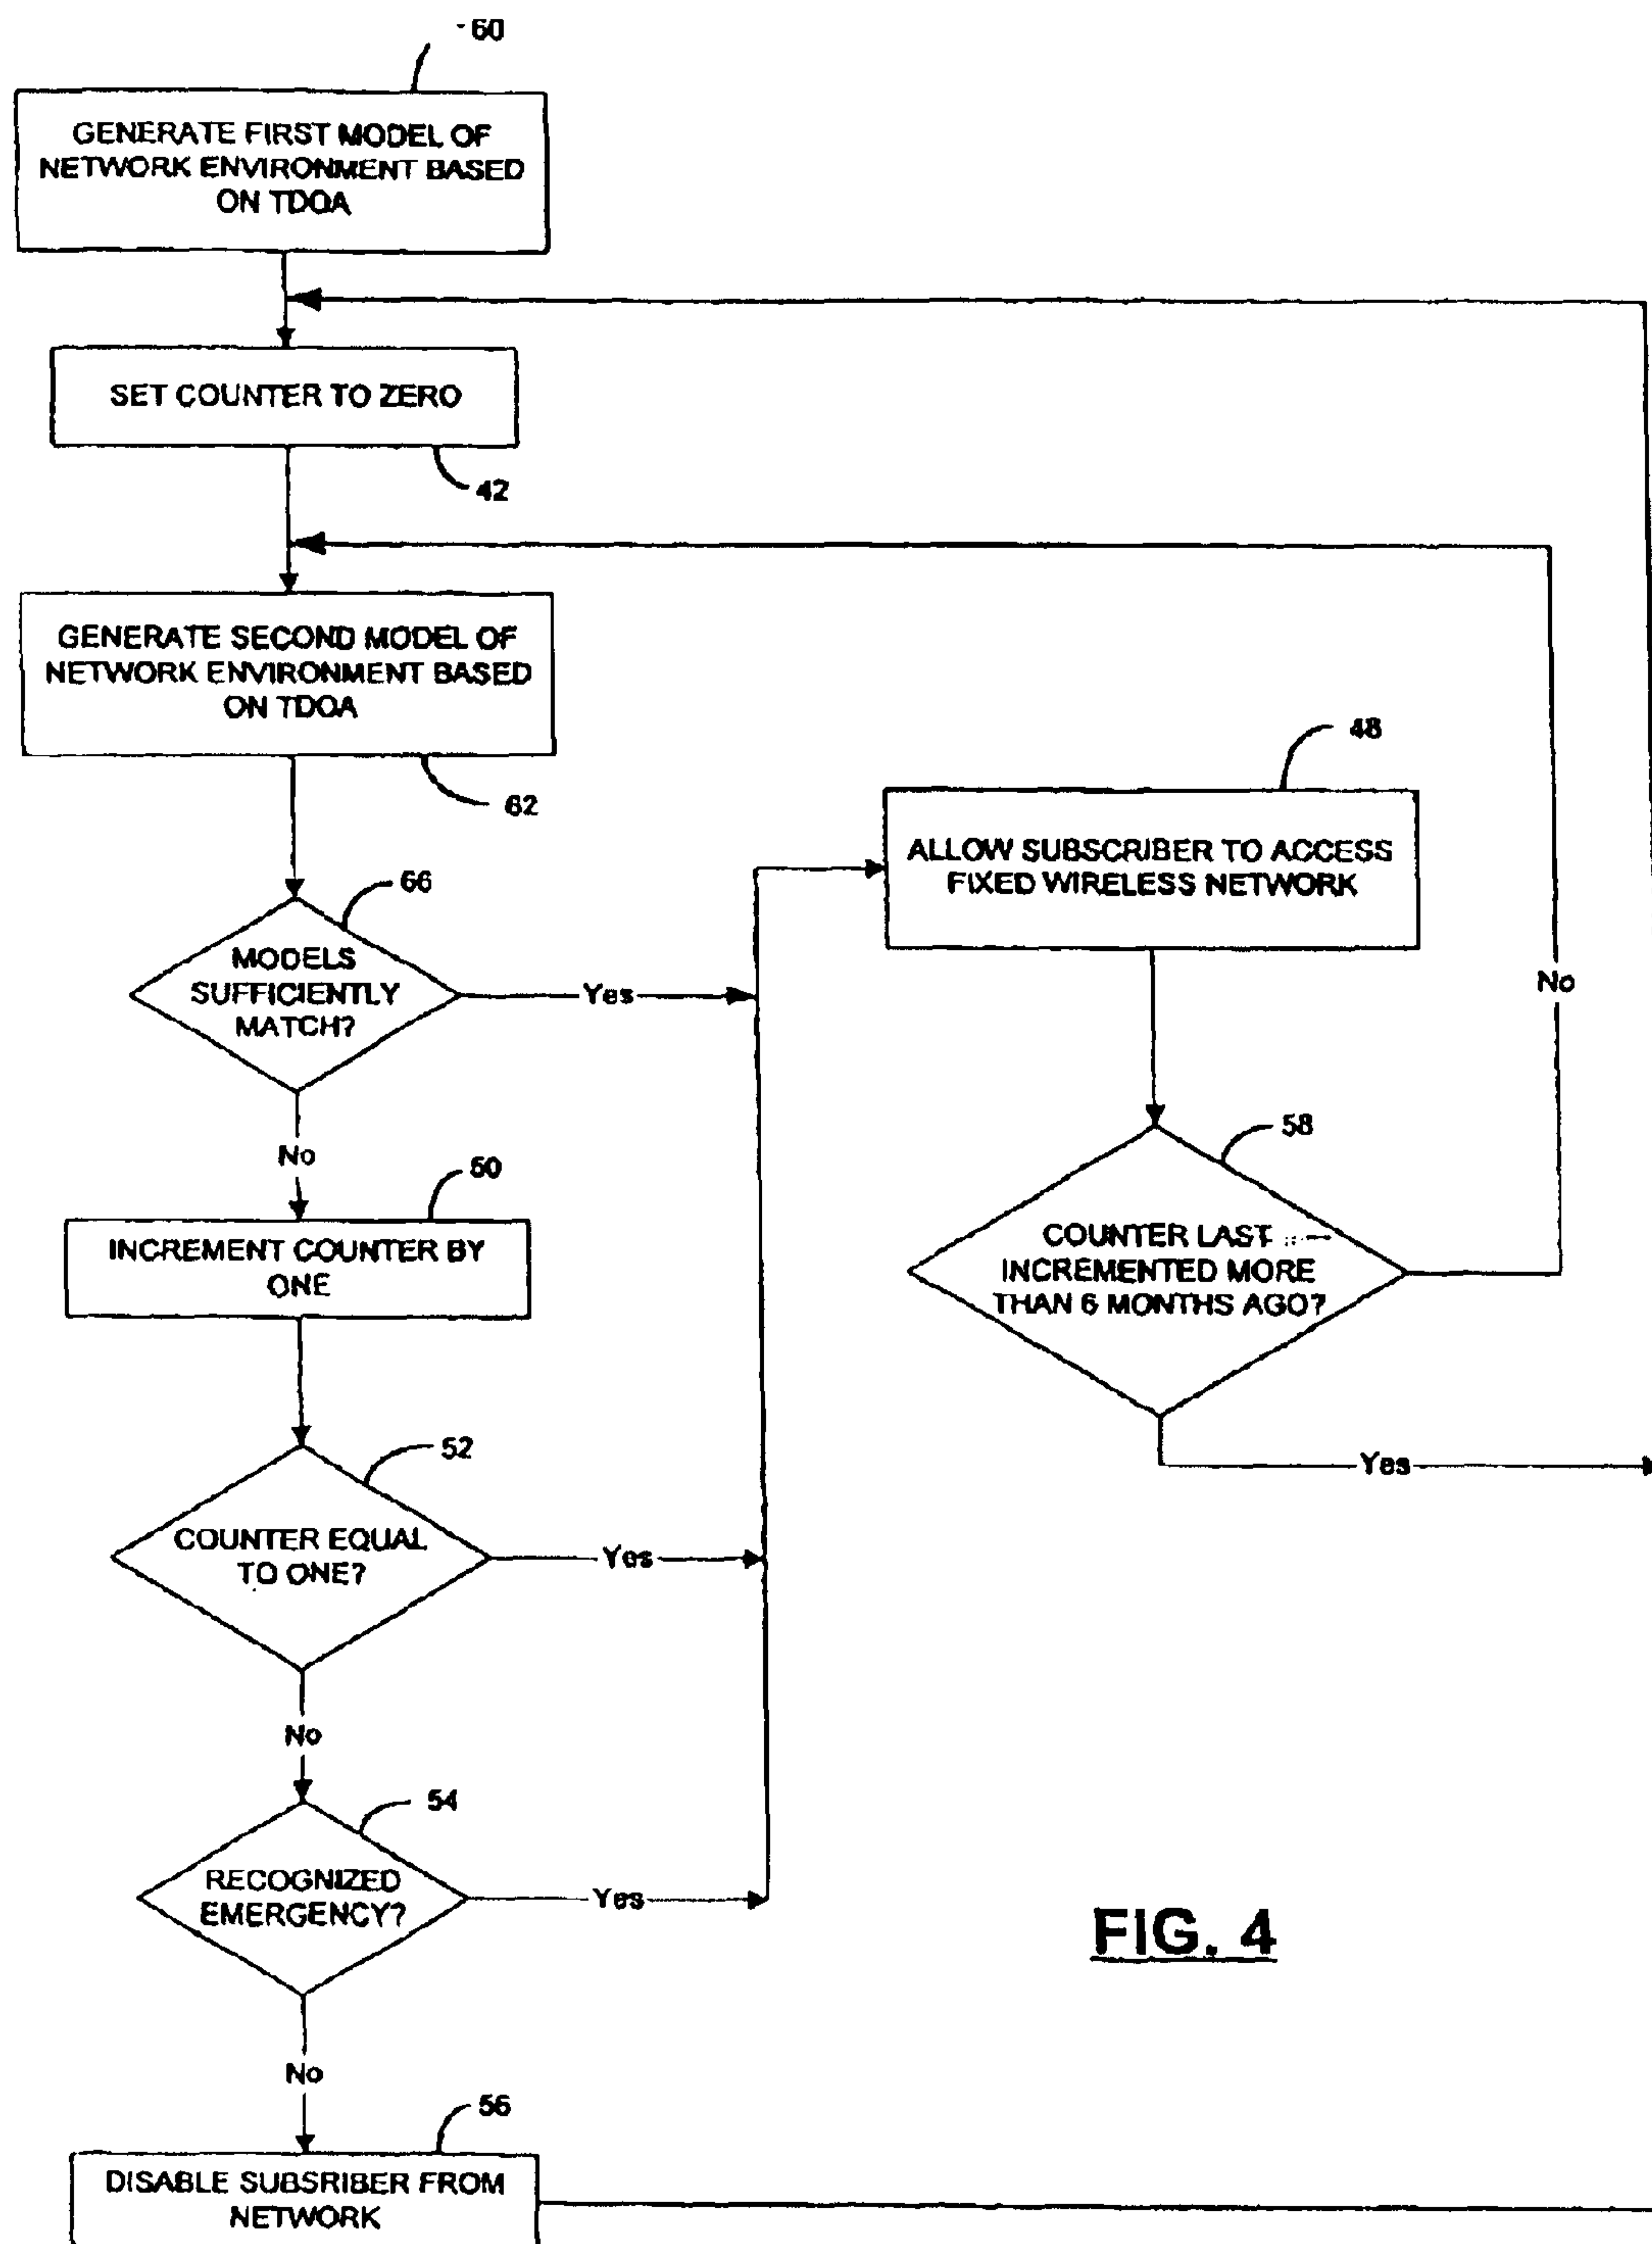 60
GENERATE FIRST MODEL OF
NETWORK ENVIRONMENT BASED
ON TDOA
SET COUNTER TO ZERO
42
GENERATE SECOND MODEL OF
NETWORK ENVIRONMENT BASED
ON TDOA
62
48
ALLOW SUBSCRIBER TO ACCESS
FIXED WIRELESS NETWORK
66
MODELS
SUFFICIENTLY
MATCH?
Yes
No
No
58
COUNTER LAST
INCREMENTED MORE
THAN 6 MONTHS AGO?
Yes
50
INCREMENT COUNTER BY
ONE
52
COUNTER EQUAL
TO ONE?
Yes
No
54
RECOGNIZED
EMERGENCY?
Yes
No
FIG. 4
56
DISABLE SUBSRIBER FROM
NETWORK